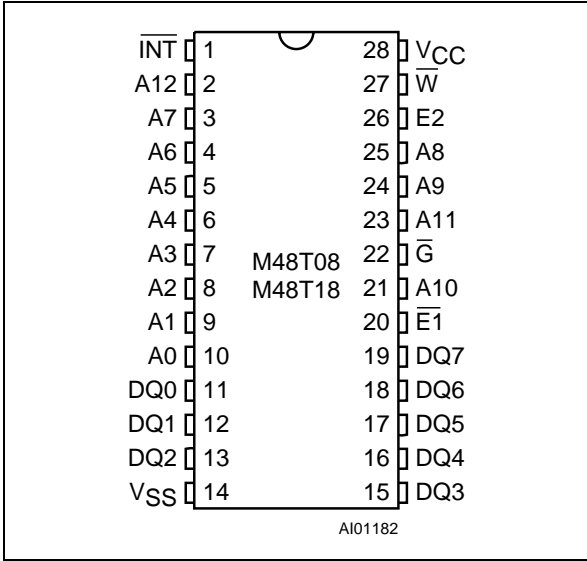 I̅N̅T̅ 1 28 VCC
A12 2 27 W̅
A7 3 26 E2
A6 4 25 A8
A5 5 24 A9
A4 6 23 A11
A3 7 M48T08 22 G̅
A2 8 M48T18 21 A10
A1 9 20 E̅1̅
A0 10 19 DQ7
DQ0 11 18 DQ6
DQ1 12 17 DQ5
DQ2 13 16 DQ4
VSS 14 15 DQ3
AI01182